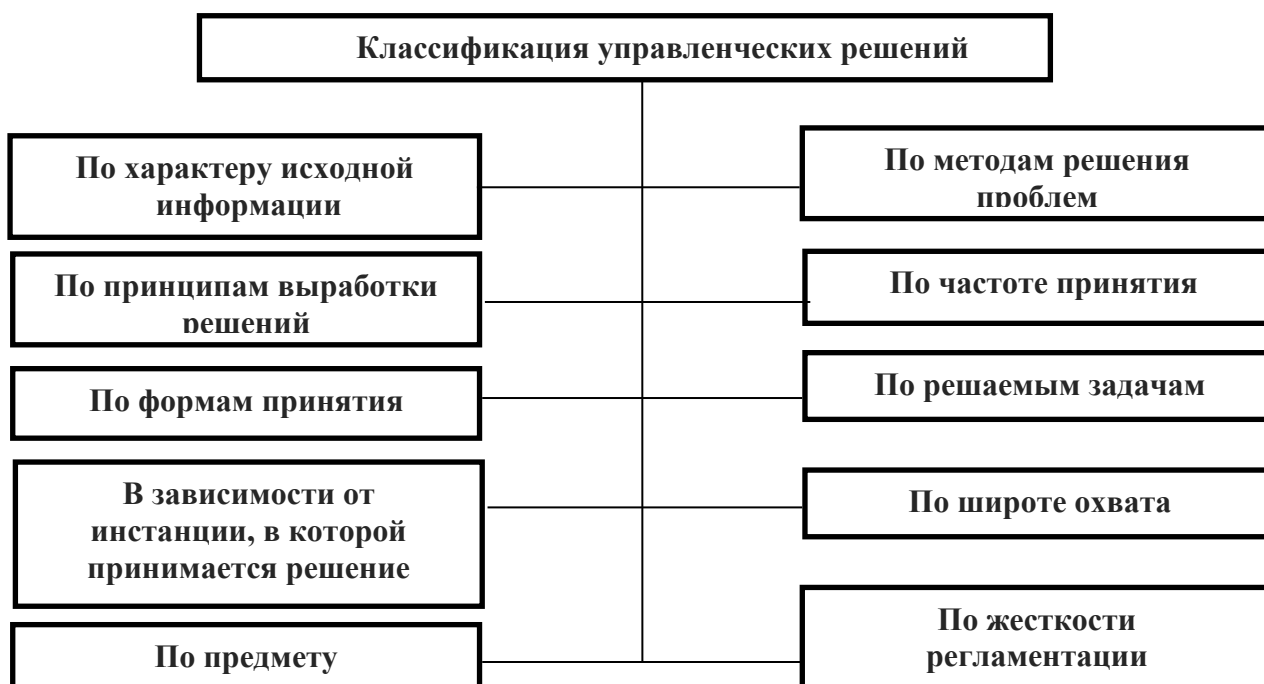 Классификация управленческих решений
По характеру исходной
информации
По принципам выработки
решений
По формам принятия
В зависимости от
инстанции, в которой
принимается решение
По предмету
По методам решения
проблем
По частоте принятия
По решаемым задачам
По широте охвата
По жесткости
регламентации